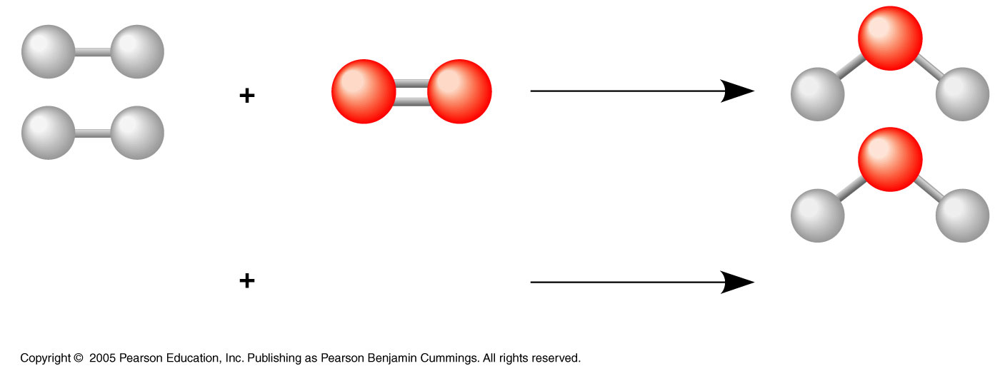 +
+
Copyright © 2005 Pearson Education, Inc. Publishing as Pearson Benjamin Cummings. All rights reserved.